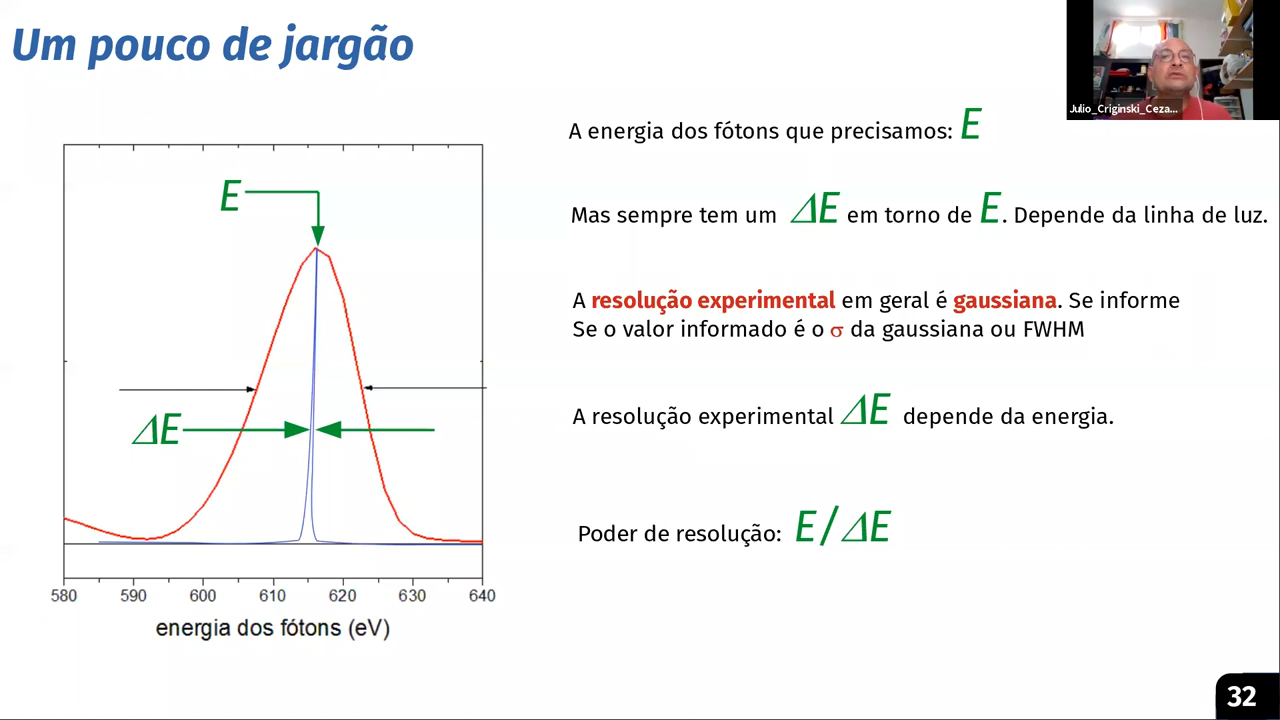 Um pouco de jargão
Julio_Criginski_Ceza...
A energia dos fótons que precisamos: E
Mas sempre tem um ΔE em torno de E. Depende da linha de luz.
A resolução experimental em geral é gaussiana. Se informe
Se o valor informado é o σ da gaussiana ou FWHM
A resolução experimental ΔE depende da energia.
Poder de resolução: E/ΔE
E
ΔE
580 590 600 610 620 630 640
energia dos fótons (eV)
32